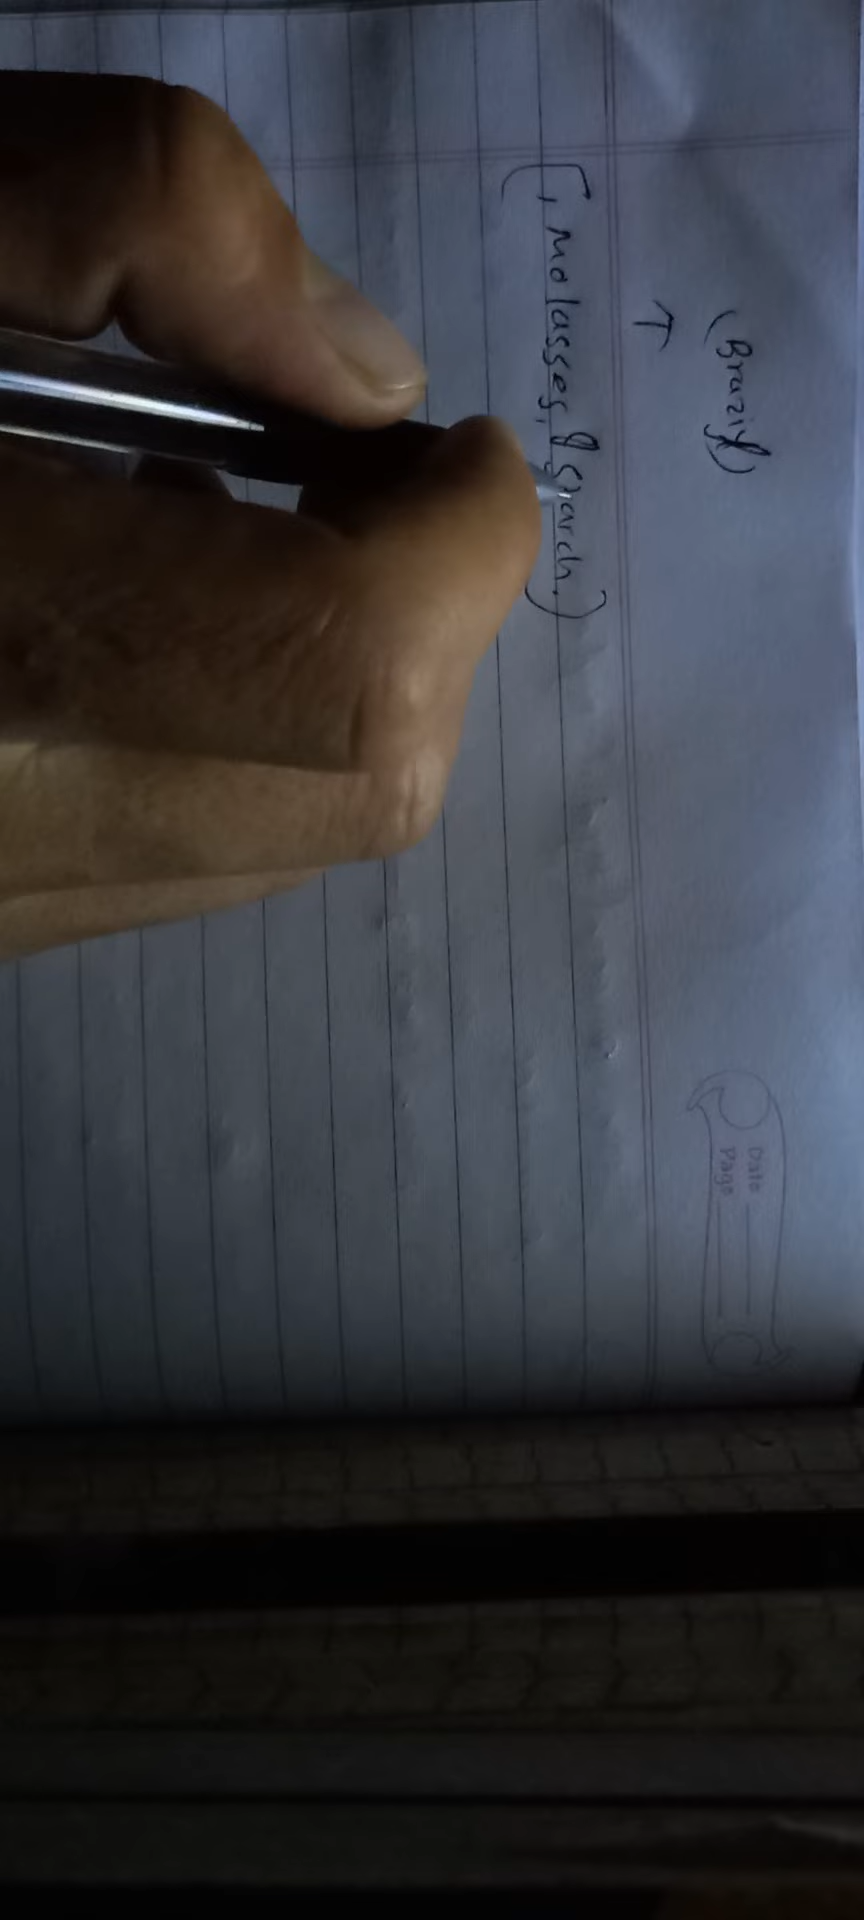 Date
Page
(Brazil)
↑
(, Molasses, & Starch.)